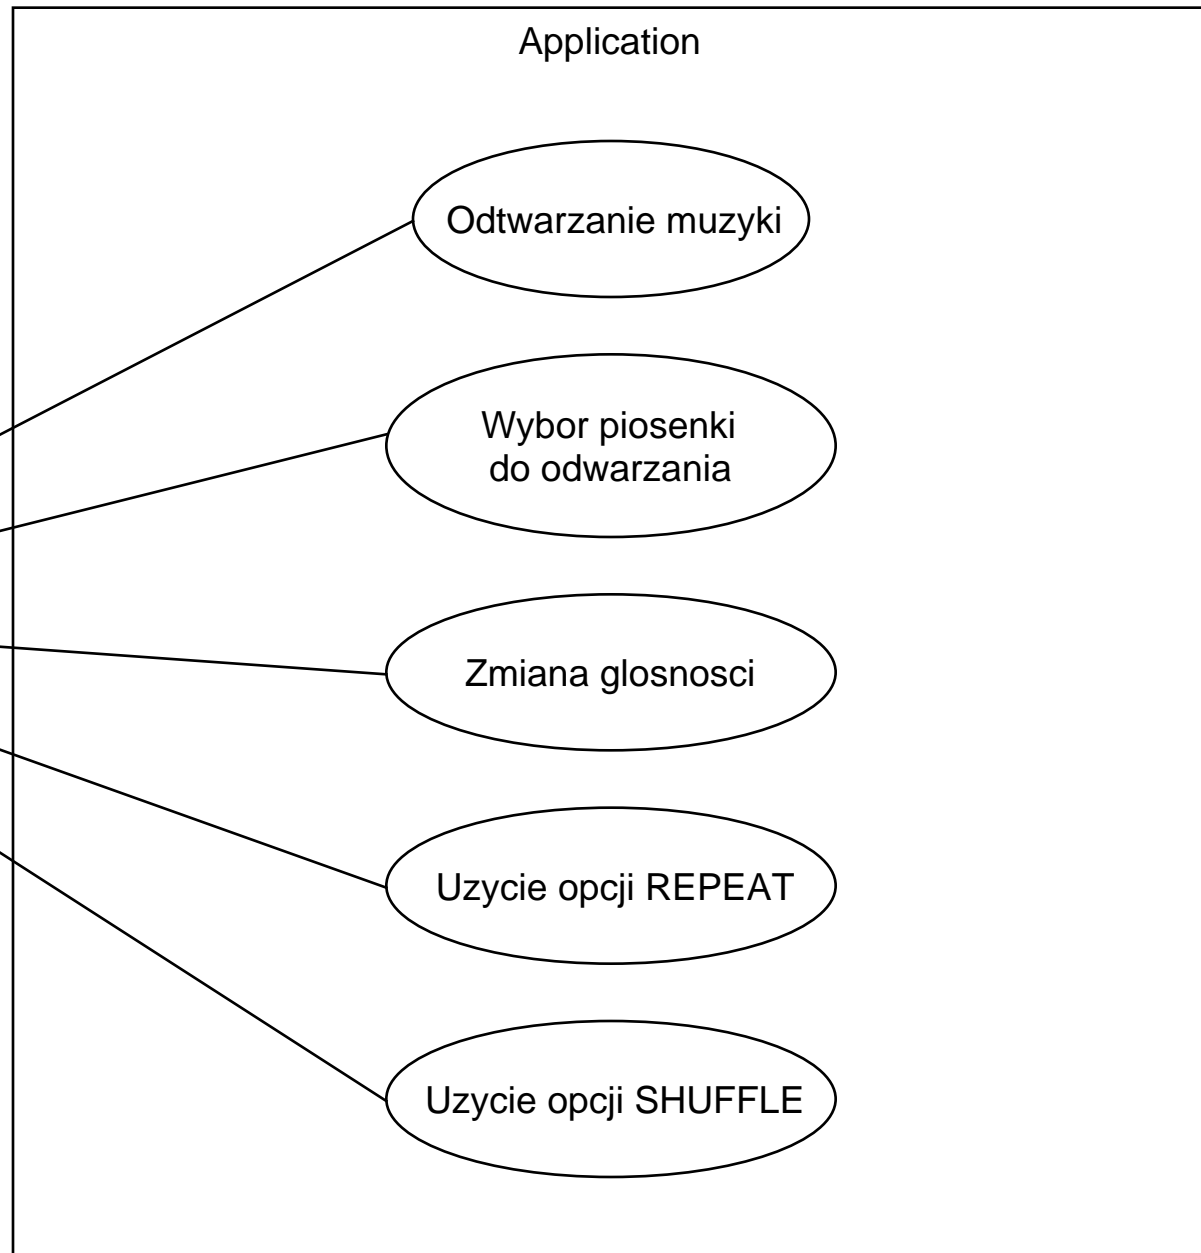 Application
Odtwarzanie muzyki
Wybor piosenki
do odwarzania
Zmiana glosnosci
Uzycie opcji REPEAT
Uzycie opcji SHUFFLE